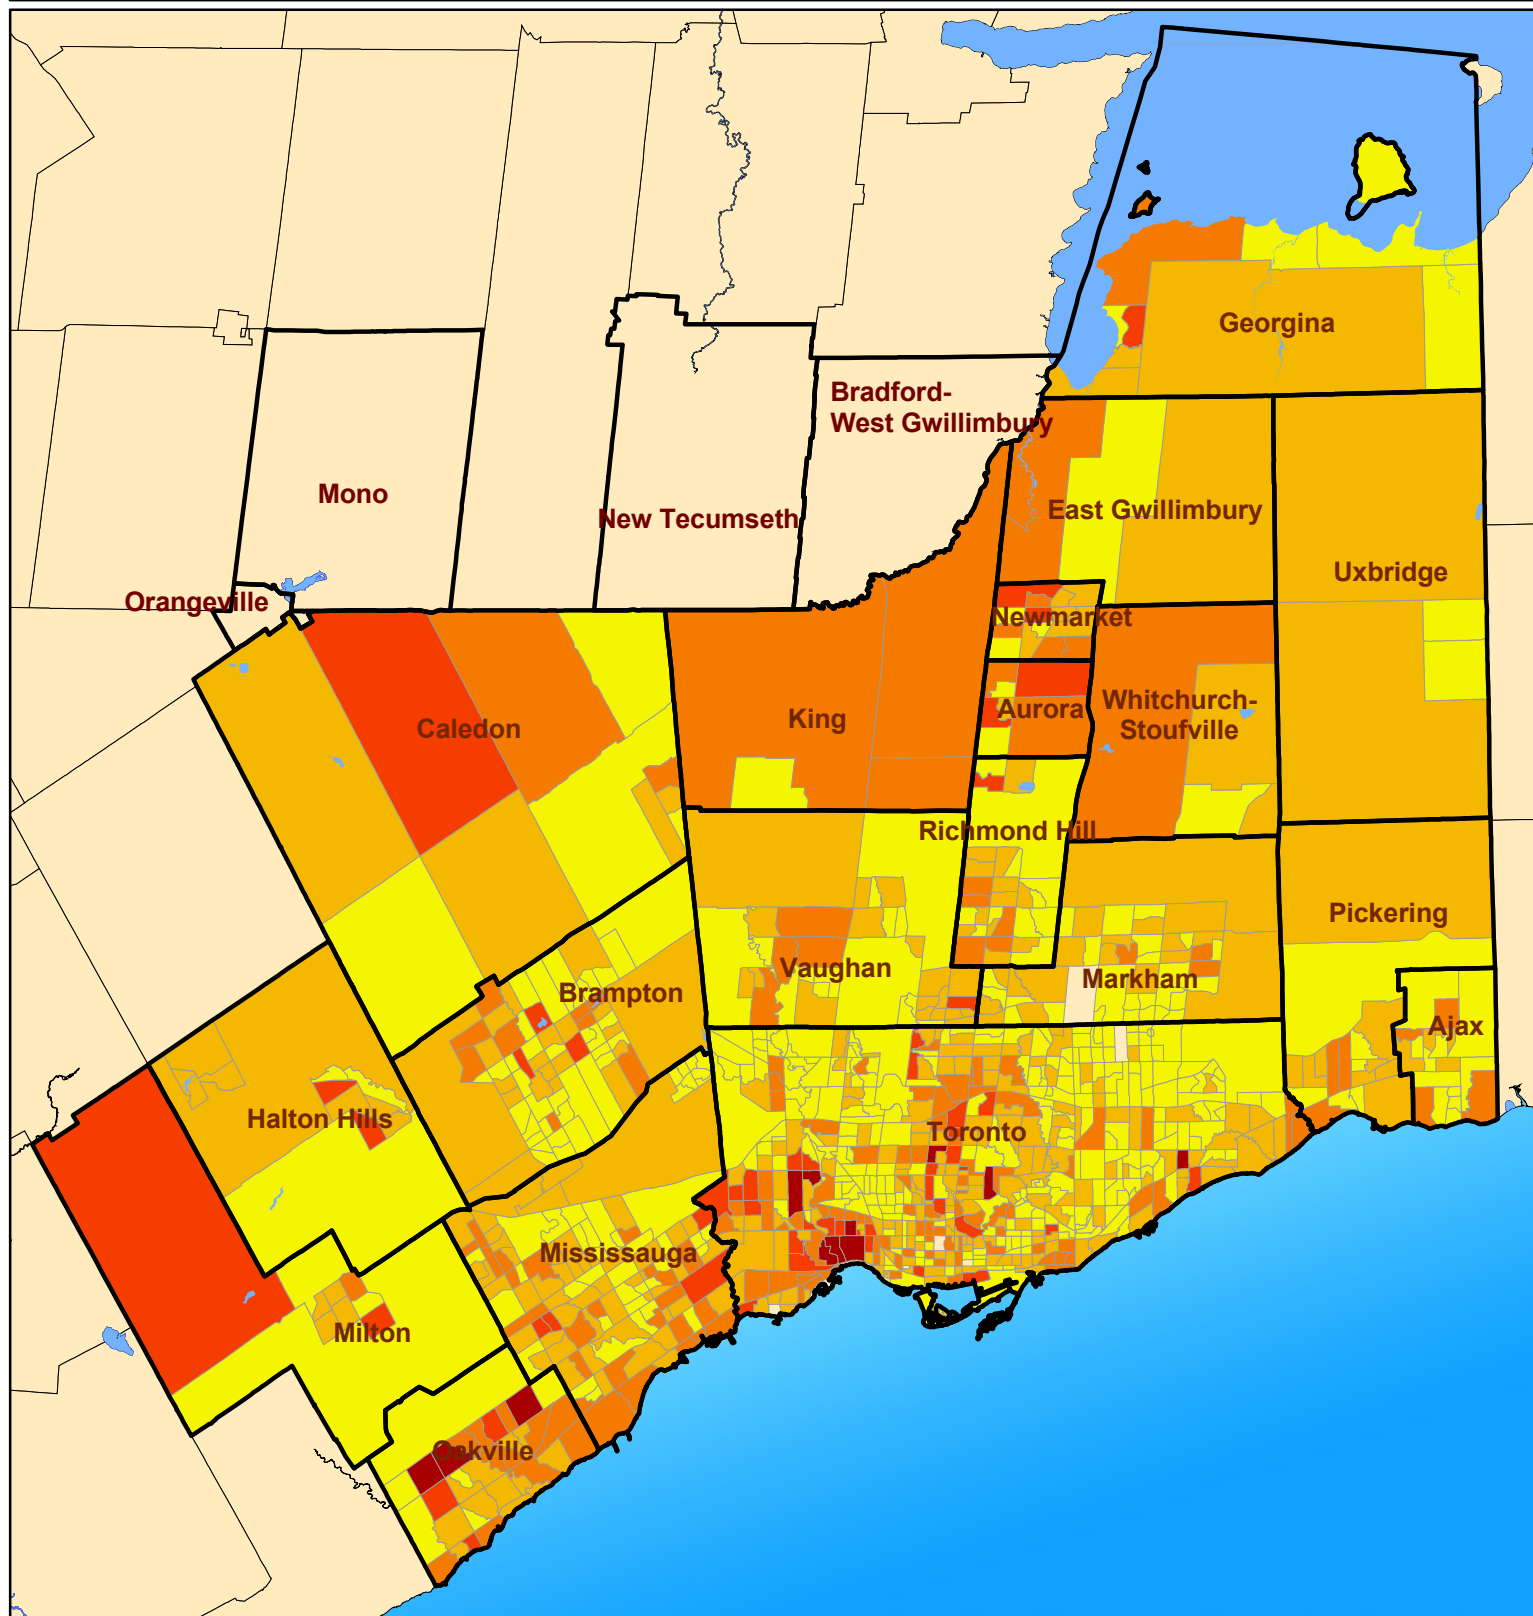 Georgina
Bradford-
West Gwillimbury
Mono
New Tecumseth
East Gwillimbury
Uxbridge
Orangeville
Newmarket
Caledon
King
Aurora
Whitchurch-
Stoufville
Richmond Hill
Pickering
Vaughan
Markham
Brampton
Ajax
Halton Hills
Toronto
Mississauga
Milton
Oakville